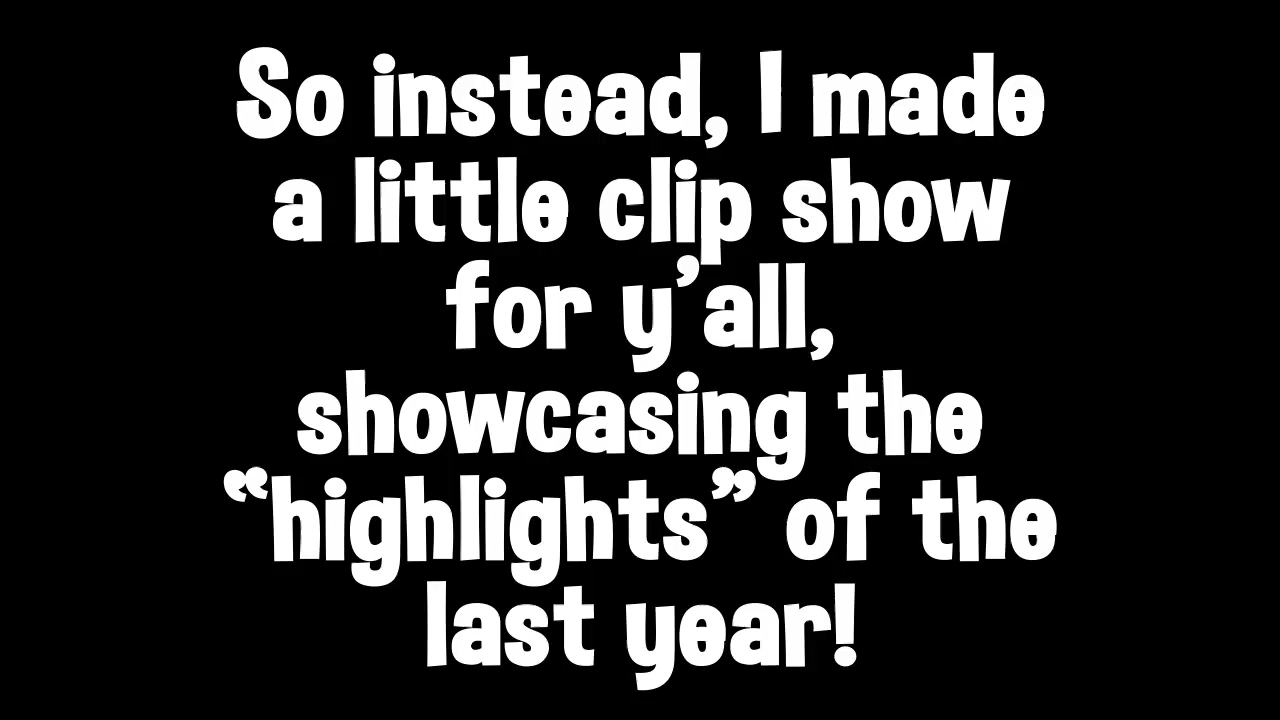 So instead, I made
a little clip show
for y’all,
showcasing the
“highlights” of the
last year!